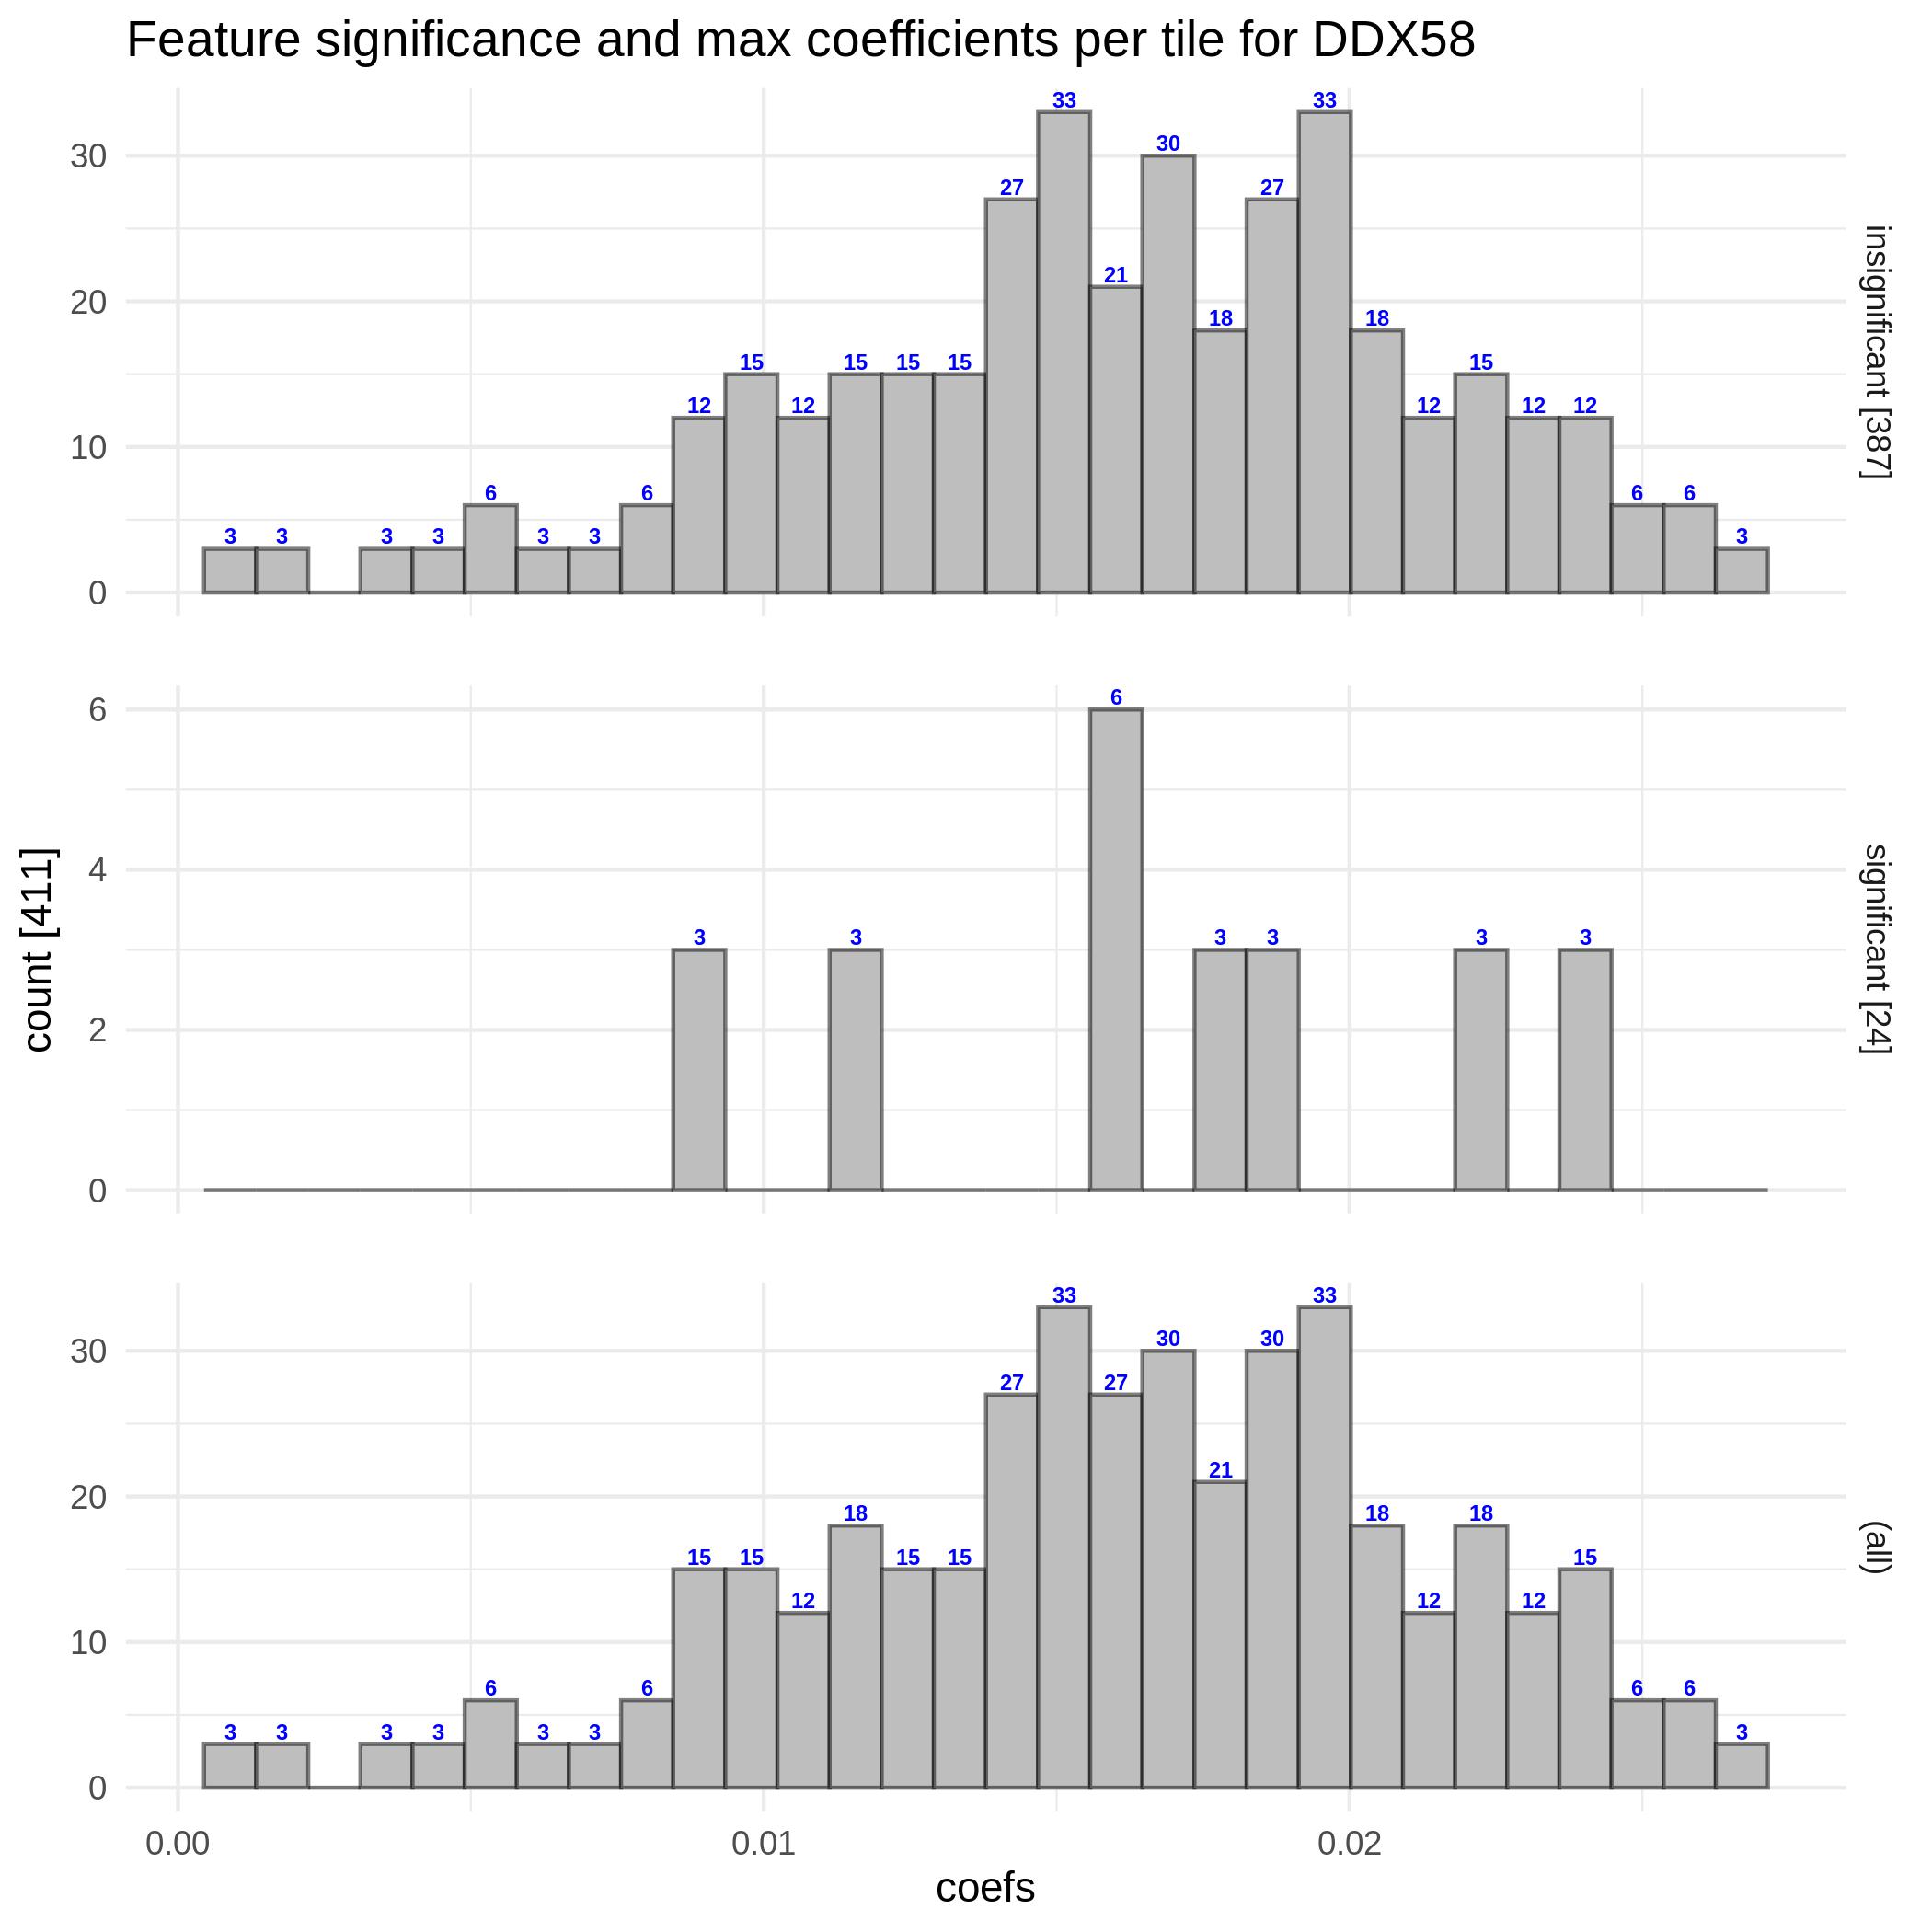 Feature significance and max coefficients per tile for DDX58
33 33
30
30
27 27
21
20
18 18
15 15 15 15 15
12 12 12 12 12
10
6 6 6 6
3 3 3 3 3 3 3
0
insignificant [387]
6
6
4
3 3 3 3 3 3
2
0
significant [24]
count [411]
33 33
30 30
30
27 27
21
20
18 18 18
15 15 15 15 15
12 12 12
10
6 6 6 6
3 3 3 3 3 3 3
0
(all)
0.00 0.01 0.02
coefs